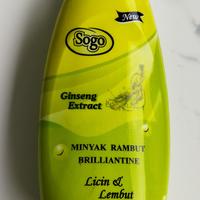 New
Sogo
Ginseng
Extract
MINYAK RAMBUT
BRILLIANTINE
Licin &
Lembut